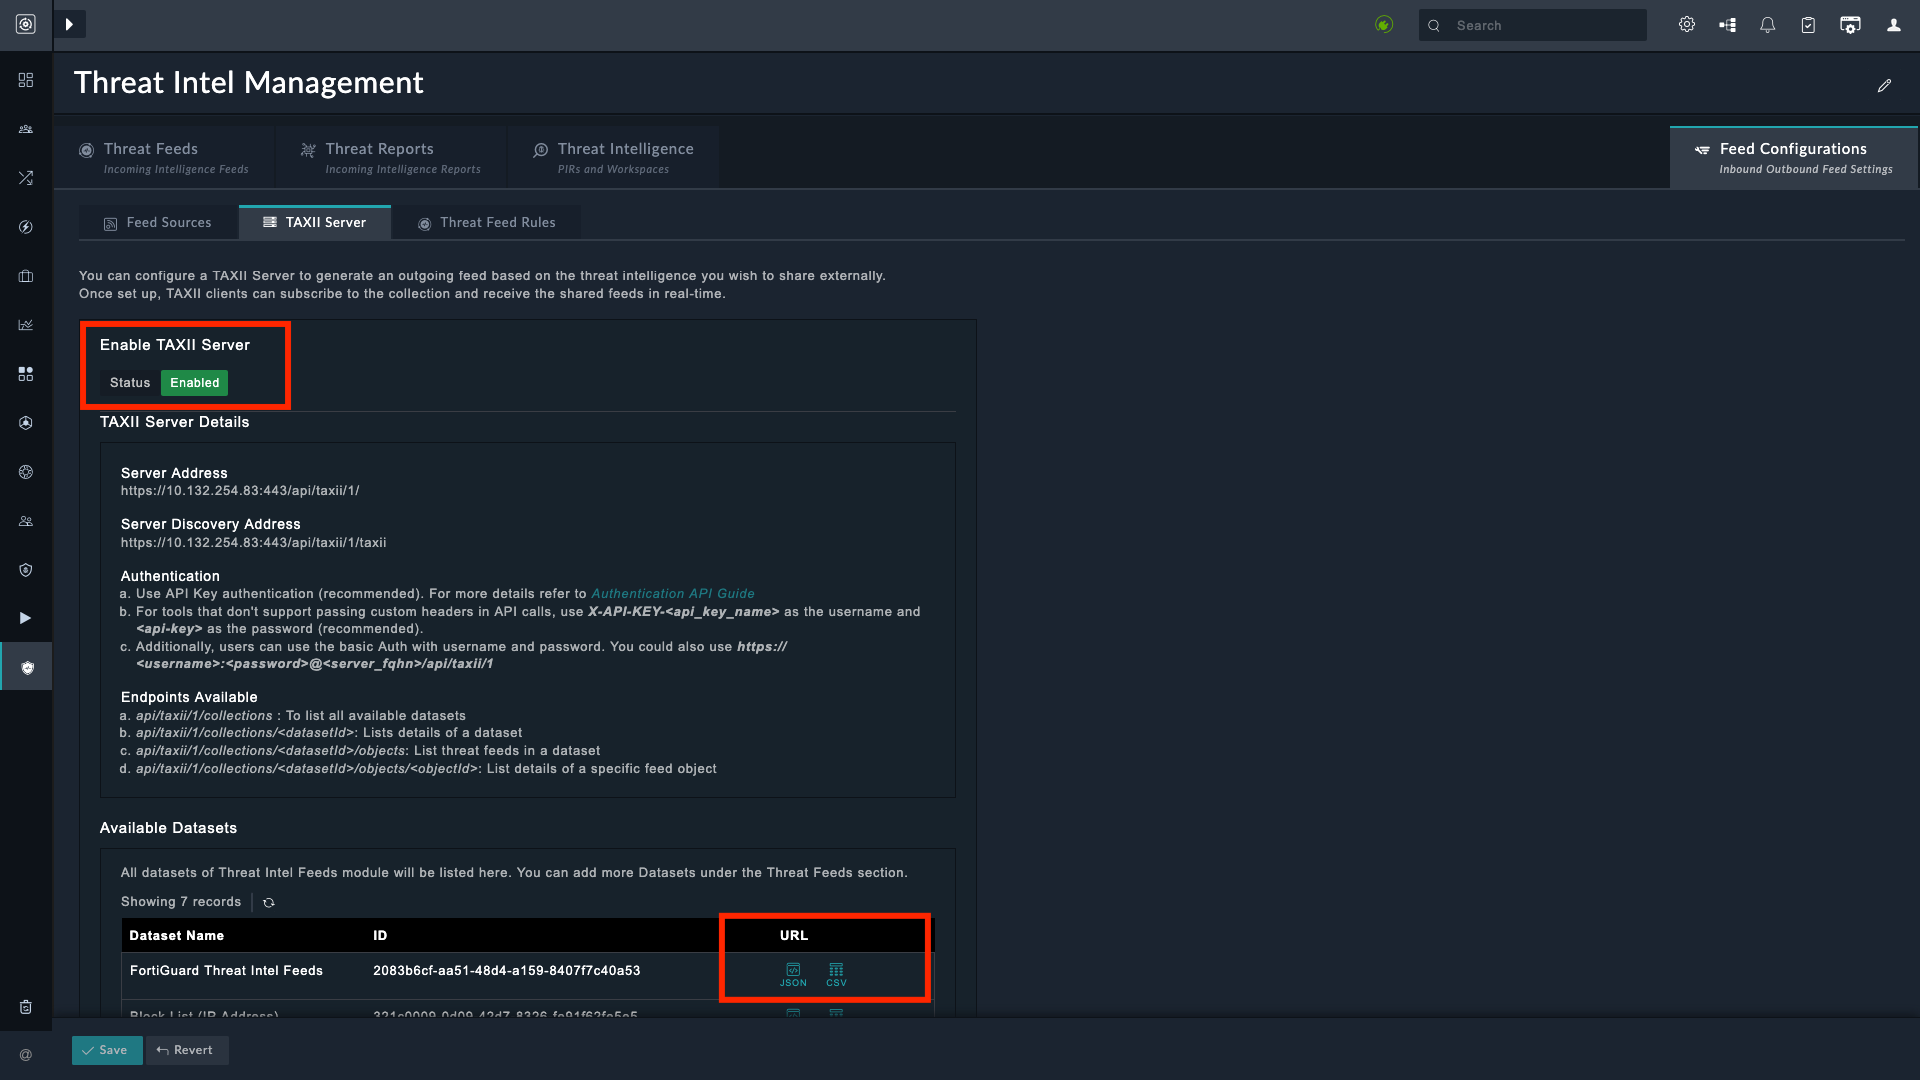 Search
Threat Intel Management
Threat Feeds
Incoming Intelligence Feeds
Threat Reports
Incoming Intelligence Reports
Threat Intelligence
PIRs and Workspaces
Feed Configurations
Inbound Outbound Feed Settings
Feed Sources
TAXII Server
Threat Feed Rules
You can configure a TAXII Server to generate an outgoing feed based on the threat intelligence you wish to share externally.
Once set up, TAXII clients can subscribe to the collection and receive the shared feeds in real-time.
Enable TAXII Server
Status Enabled
TAXII Server Details
Server Address
https://10.132.254.83:443/api/taxii/1/
Server Discovery Address
https://10.132.254.83:443/api/taxii/1/taxii
Authentication
a. Use API Key authentication (recommended). For more details refer to Authentication API Guide
b. For tools that don't support passing custom headers in API calls, use X-API-KEY-<api_key_name> as the username and
<api-key> as the password (recommended).
c. Additionally, users can use the basic Auth with username and password. You could also use https://
<username>:<password>@<server_fqhn>/api/taxii/1
Endpoints Available
a. api/taxii/1/collections : To list all available datasets
b. api/taxii/1/collections/<datasetId>: Lists details of a dataset
c. api/taxii/1/collections/<datasetId>/objects: List threat feeds in a dataset
d. api/taxii/1/collections/<datasetId>/objects/<objectId>: List details of a specific feed object
Available Datasets
All datasets of Threat Intel Feeds module will be listed here. You can add more Datasets under the Threat Feeds section.
Showing 7 records
Dataset Name ID URL
FortiGuard Threat Intel Feeds 2083b6cf-aa51-48d4-a159-8407f7c40a53
JSON CSV
Block List (IP Address)
Save
Revert